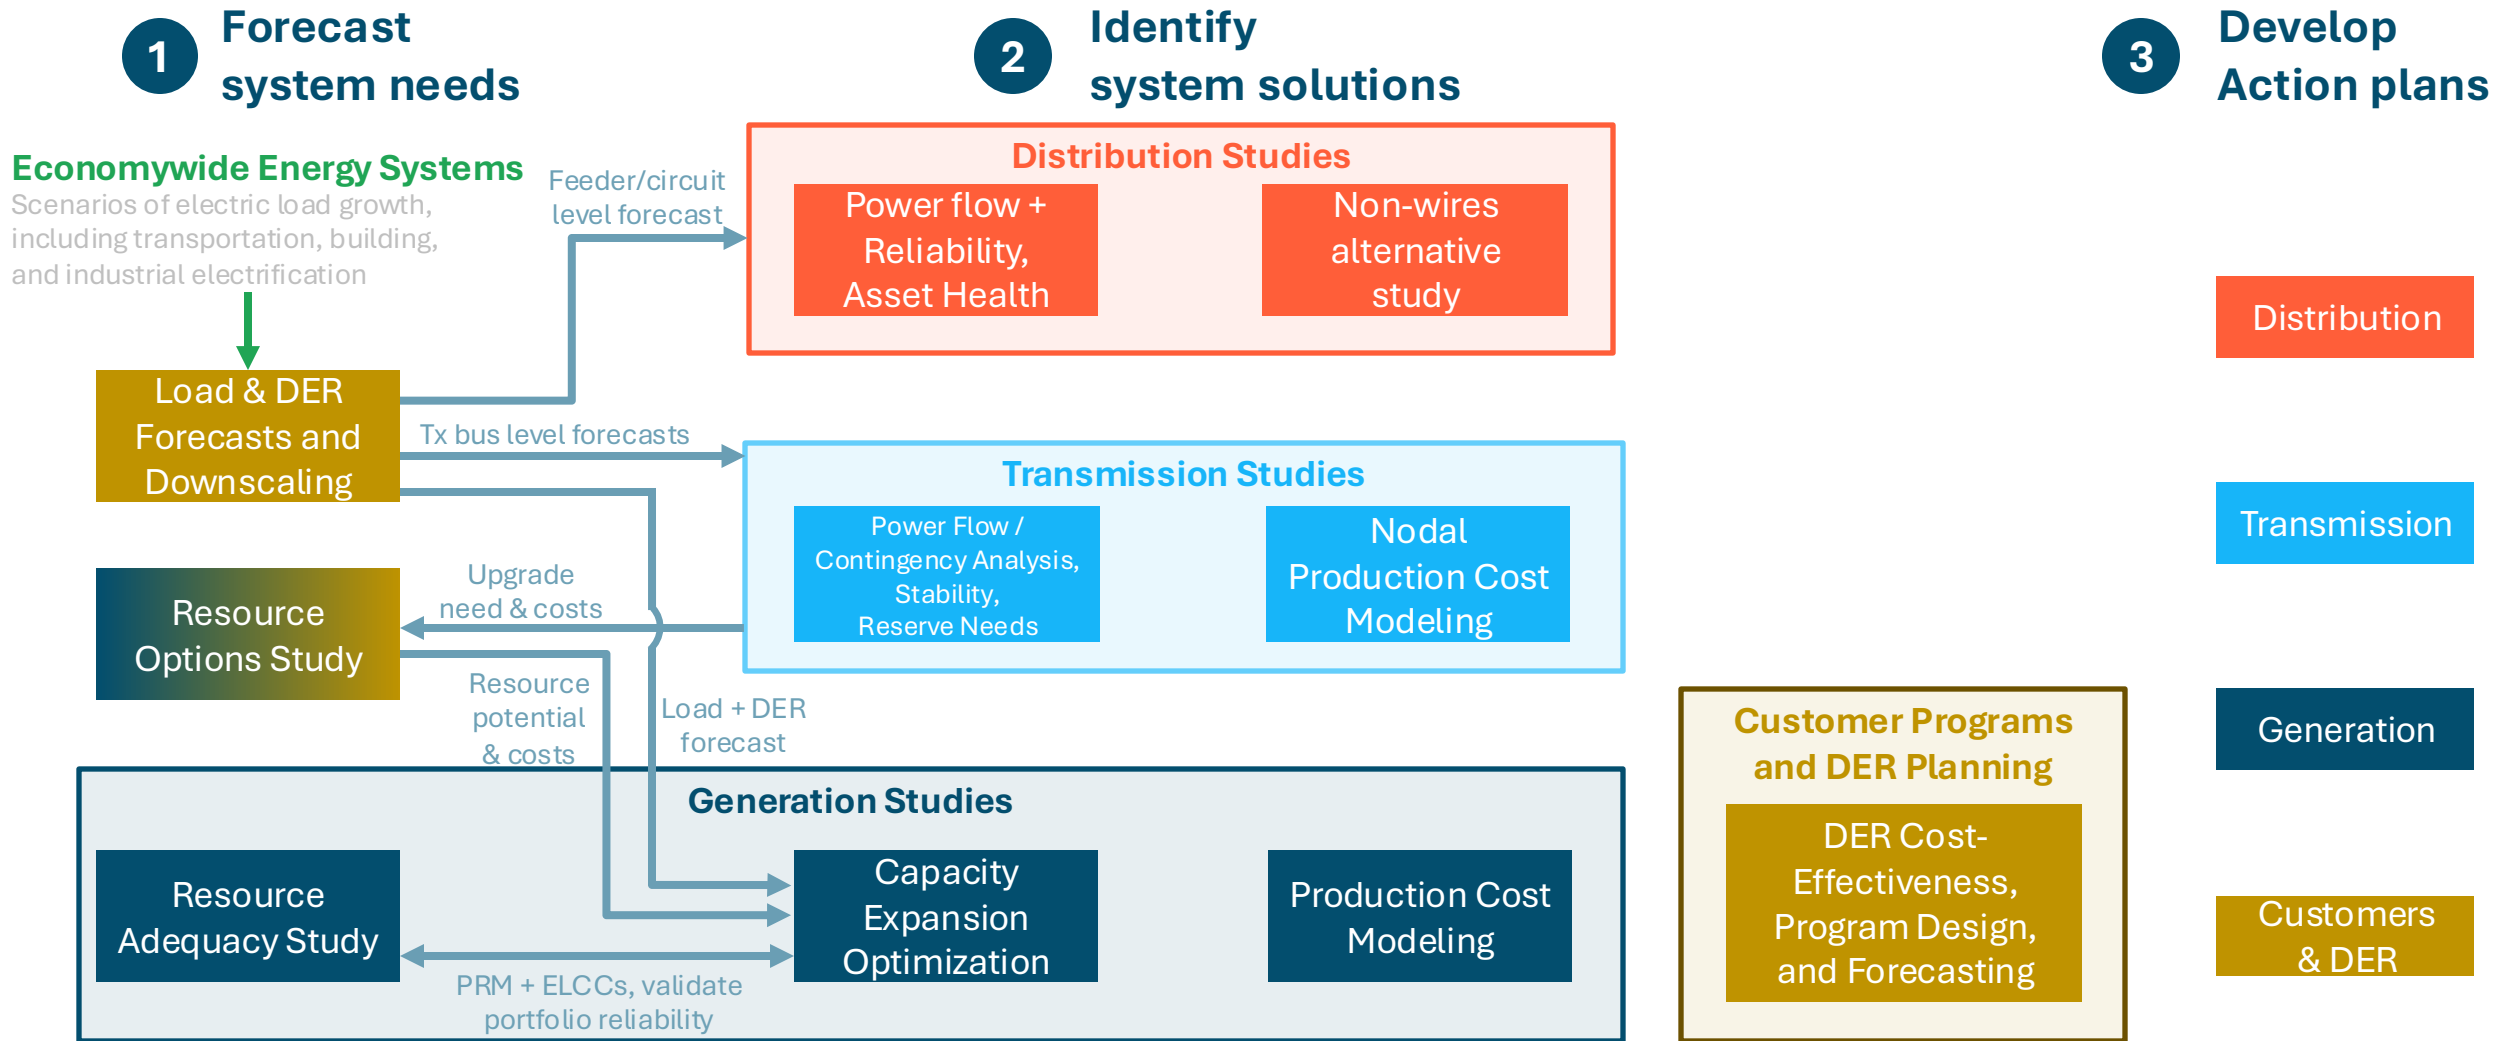 1
Forecast
system needs
2
Identify
system solutions
3
Develop
Action plans
Economywide Energy Systems
Scenarios of electric load growth,
including transportation, building,
and industrial electrification
Feeder/circuit
level forecast
Distribution Studies
Power flow +
Reliability,
Asset Health
Non-wires
alternative
study
Distribution
Load & DER
Forecasts and
Downscaling
Tx bus level forecasts
Transmission Studies
Power Flow /
Contingency Analysis,
Stability,
Reserve Needs
Nodal
Production Cost
Modeling
Transmission
Resource
Options Study
Upgrade
need & costs
Resource
potential
& costs
Load + DER
forecast
Generation Studies
Resource
Adequacy Study
PRM + ELCCs, validate
portfolio reliability
Capacity
Expansion
Optimization
Production Cost
Modeling
Customer Programs
and DER Planning
DER Cost-
Effectiveness,
Program Design,
and Forecasting
Generation
Customers
& DER